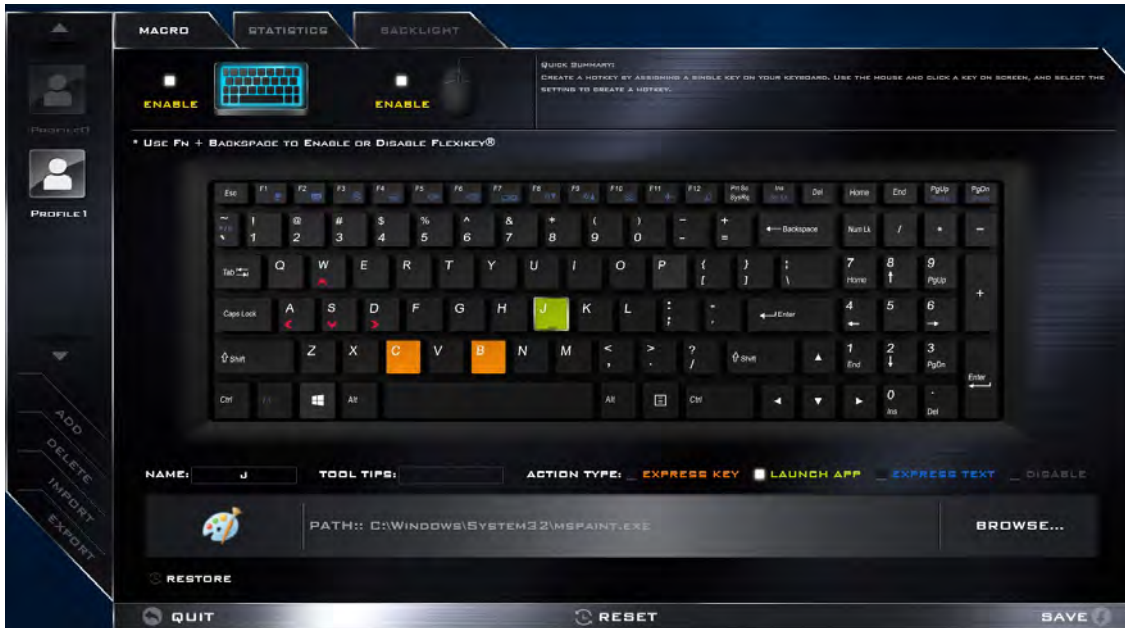 MACRO STATISTICS BACKLIGHT
QUICK SUMMARY:
CREATE A HOTKEY BY ASSIGNING A SINGLE KEY ON YOUR KEYBOARD. USE THE MOUSE AND CLICK A KEY ON SCREEN, AND SELECT THE
SETTING TO CREATE A HOTKEY.
ENABLE ENABLE
* USE FN + BACKSPACE TO ENABLE OR DISABLE FLEXIKEY®
PROFILE0
PROFILE1
Esc F1 F2 F3 F4 F5 F6 F7 F8 F9 F10 F11 F12 Prt Sc SysRq Ins Del Home End PgUp PgDn
~ ! @ # $ % ^ & * ( ) - +
` 1 2 3 4 5 6 7 8 9 0 - = Backspace Num Lk / * -
Tab Q W E R T Y U I O P { [ } ] \ 7 Home 8 9 PgUp
Caps Lock A S D F G H J K L : ; Enter 4 5 6 +
Shift Z X C V B N M < , > . ? / Shift 1 End 2 3 PgDn
Ctrl Alt Alt Ctrl 0 Ins . Del Enter
NAME: J TOOL TIPS: ACTION TYPE: EXPRESS KEY LAUNCH APP EXPRESS TEXT DISABLE
PATH:: C:\WINDOWS\SYSTEM32\MSPAINT.EXE BROWSE...
ADD
DELETE
IMPORT
EXPORT
RESTORE
QUIT RESET SAVE